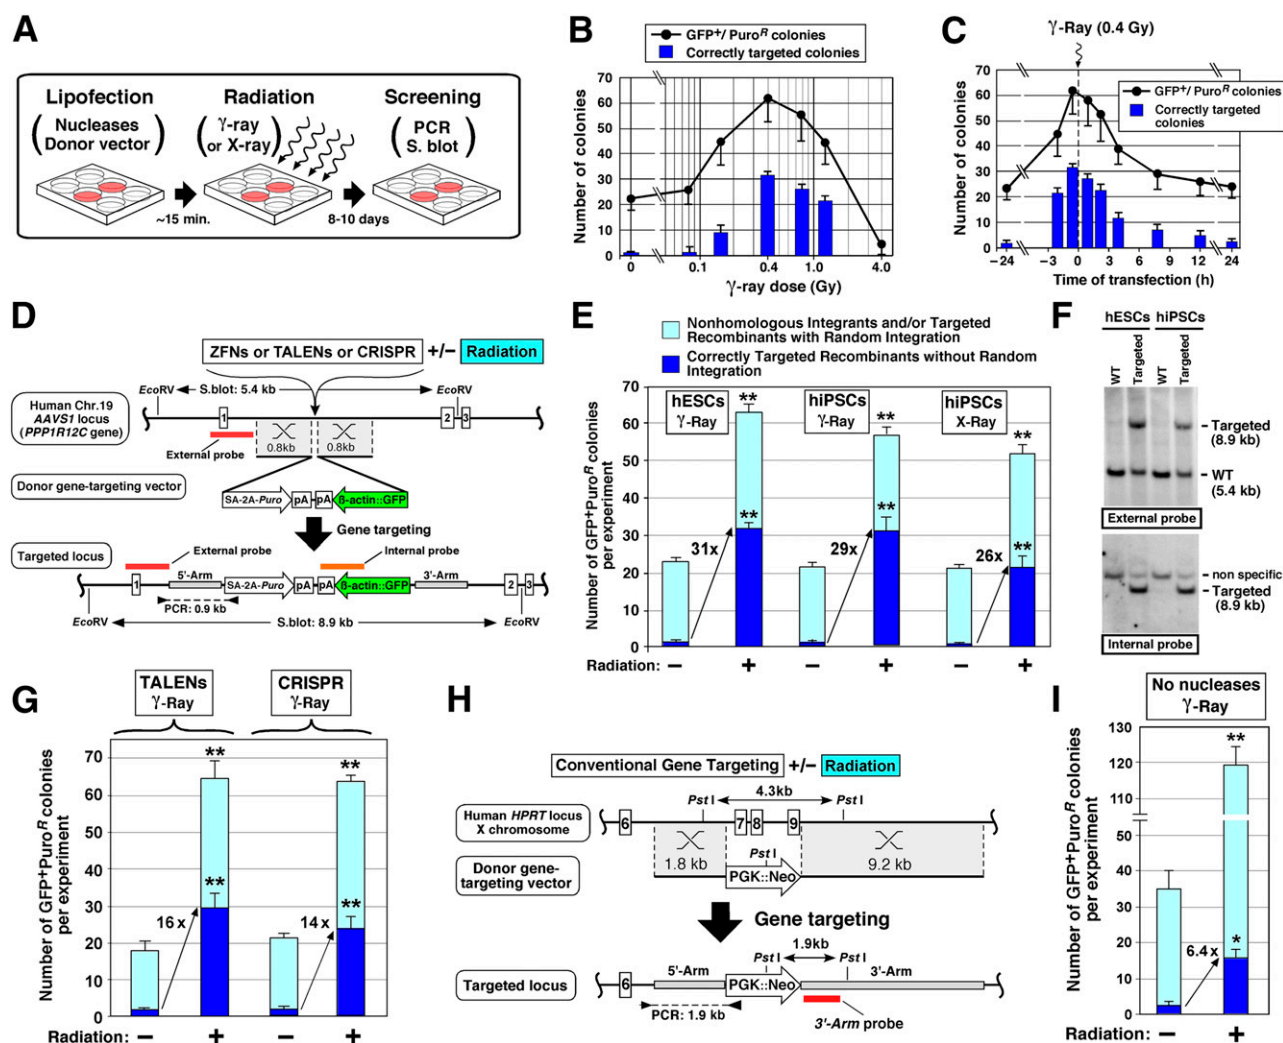 A
Lipofection
Radiation
Screening
Nucleases
Donor vector
γ-ray
or X-ray
PCR
S. blot
~15 min.
8-10 days
B
GFP+/ PuroR colonies
Correctly targeted colonies
Number of colonies
70
60
50
40
30
20
10
0
0
0.1
0.4
1.0
4.0
γ-ray dose (Gy)
C
γ-Ray (0.4 Gy)
GFP+/ PuroR colonies
Correctly targeted
colonies
Number of colonies
70
60
50
40
30
20
10
0
−24
−3
0
3
6
9
12
24
Time of transfection (h)
D
ZFNs or TALENs or CRISPR
+/−
Radiation
EcoRV
S.blot: 5.4 kb
EcoRV
Human Chr.19
AAVS1 locus
(PPP1R12C gene)
1
2
3
0.8kb
0.8kb
External probe
Donor gene-targeting vector
SA-2A-Puro
pA
pA
ß-actin::GFP
Gene targeting
Targeted locus
External probe
Internal probe
1
5'-Arm
SA-2A-Puro
pA
pA
ß-actin::GFP
3'-Arm
2
3
PCR: 0.9 kb
EcoRV
S.blot: 8.9 kb
EcoRV
E
Nonhomologous Integrants and/or Targeted
Recombinants with Random Integration
Correctly Targeted Recombinants without Random
Integration
Number of GFP+PuroR colonies
per experiment
70
60
50
40
30
20
10
0
hESCs
γ-Ray
hiPSCs
γ-Ray
hiPSCs
X-Ray
**
**
**
**
**
**
31x
29x
26x
Radiation:
−
+
−
+
−
+
F
hESCs
hiPSCs
WT
Targeted
WT
Targeted
Targeted
(8.9 kb)
WT
(5.4 kb)
External probe
non specific
Targeted
(8.9 kb)
Internal probe
G
TALENs
γ-Ray
CRISPR
γ-Ray
Number of GFP+PuroR colonies
per experiment
70
60
50
40
30
20
10
0
**
**
**
**
16 x
14 x
Radiation:
−
+
−
+
H
Conventional Gene Targeting
+/−
Radiation
Pst I
4.3kb
Pst I
Human HPRT locus
X chromosome
6
7
8
9
1.8 kb
9.2 kb
Pst I
Donor gene-
targeting vector
PGK::Neo
Gene targeting
1.9kb
Pst I
Pst I
Targeted locus
6
5'-Arm
PGK::Neo
3'-Arm
PCR: 1.9 kb
3'-Arm probe
I
No nucleases
γ-Ray
Number of GFP+PuroR colonies
per experiment
130
120
110
100
40
30
20
10
0
**
*
6.4 x
Radiation:
−
+